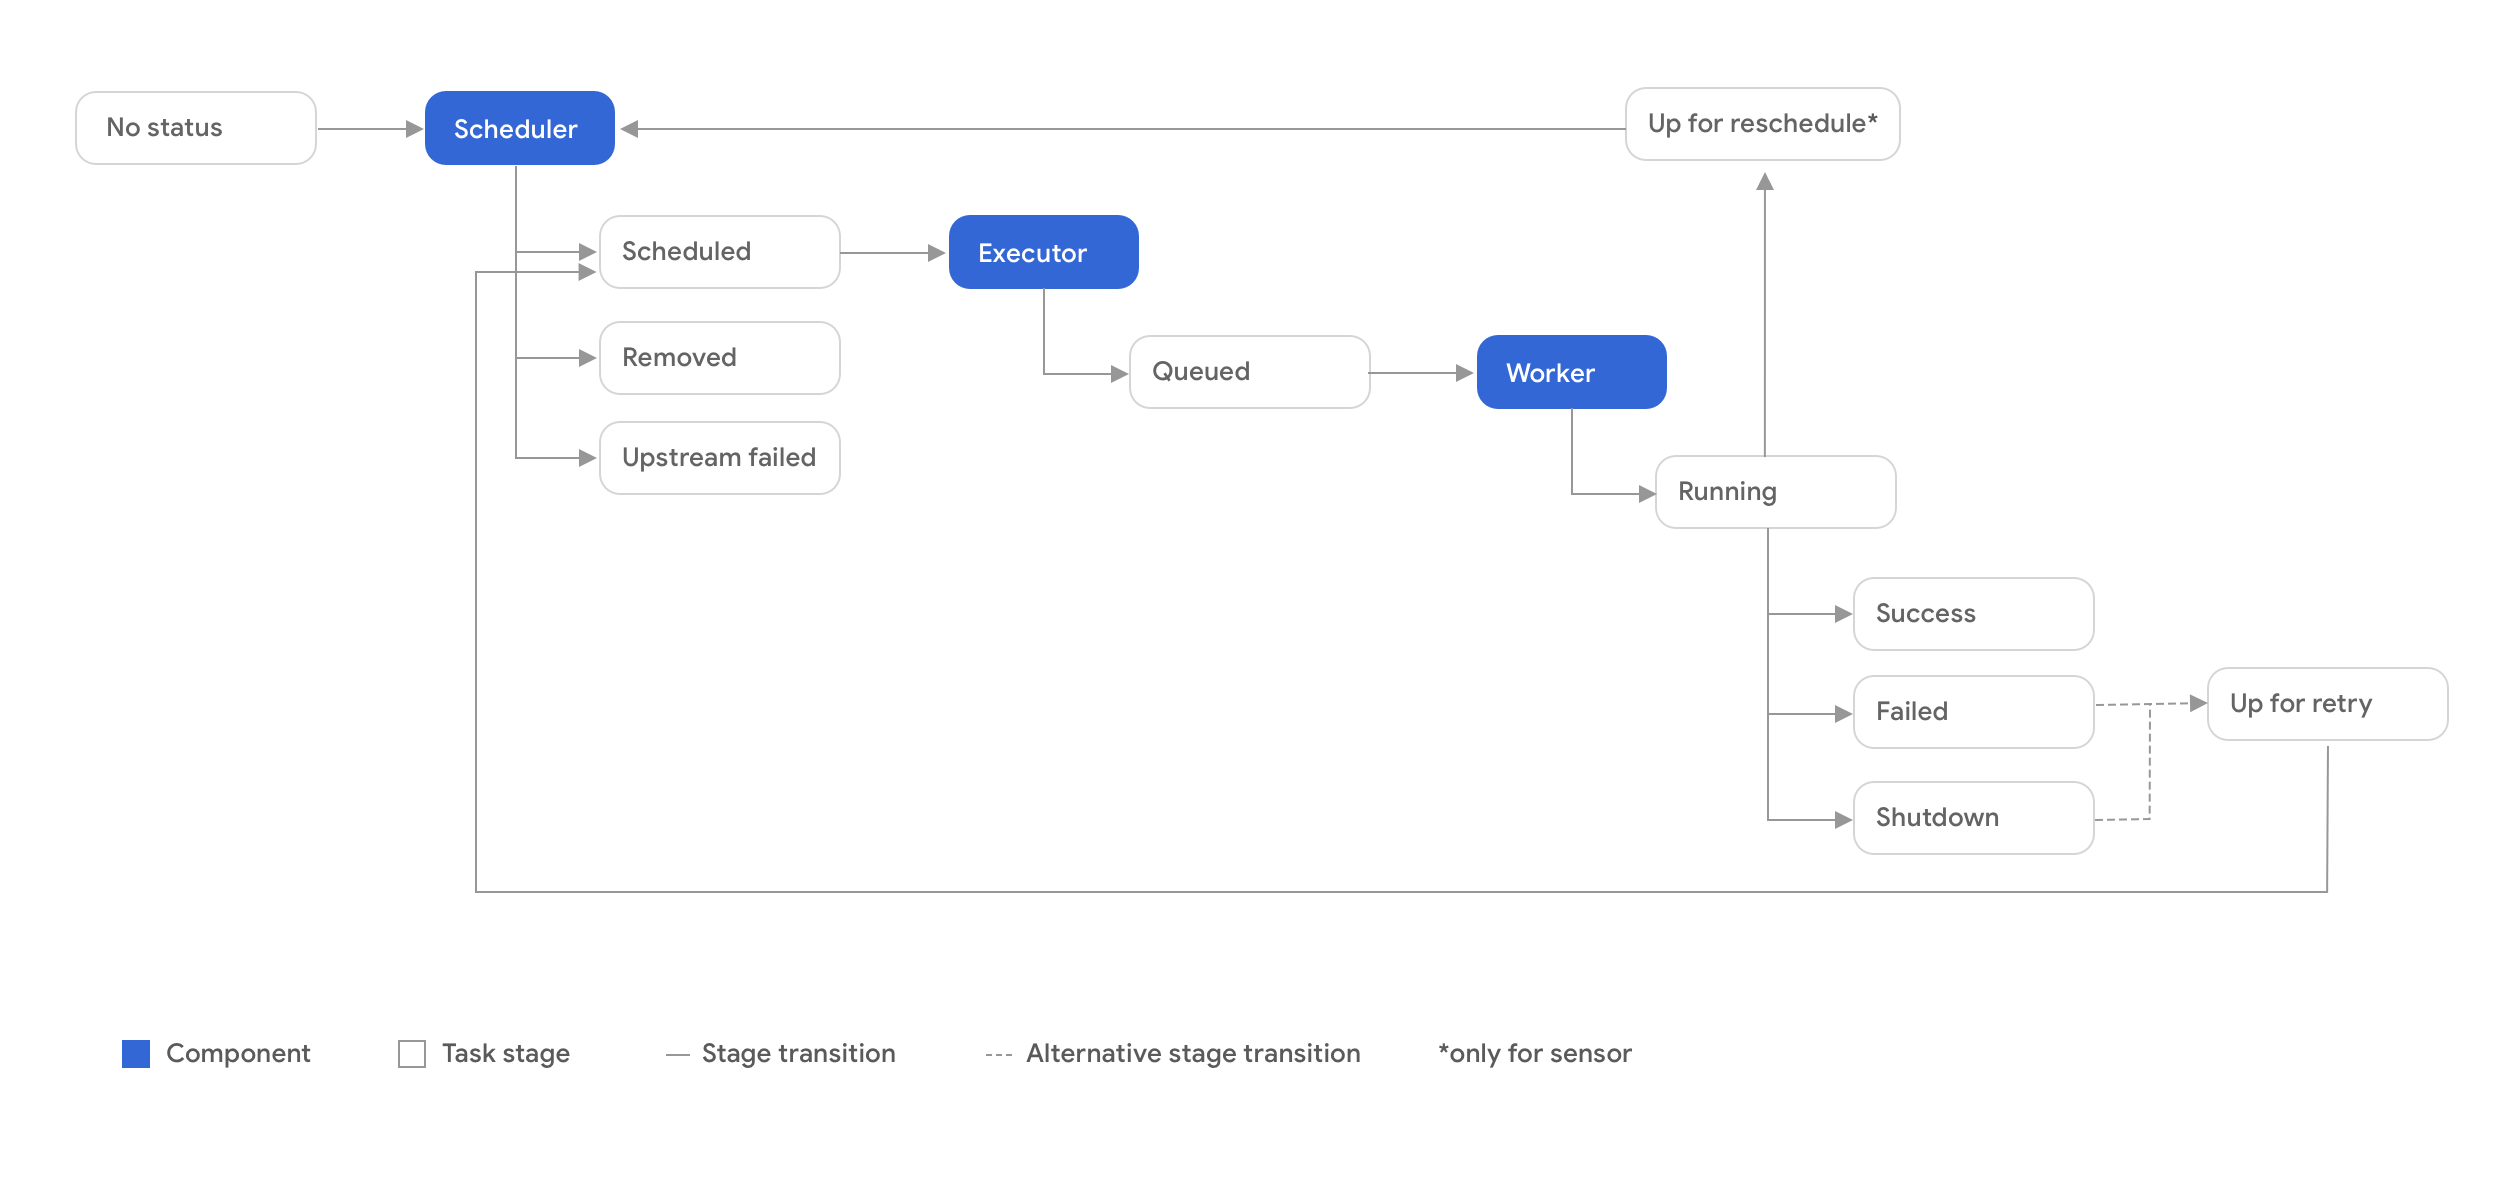 No status
Scheduler
Up for reschedule*
Scheduled
Executor
Removed
Queued
Worker
Upstream failed
Running
Success
Failed
Up for retry
Shutdown
Component
Task stage
Stage transition
Alternative stage transition
*only for sensor